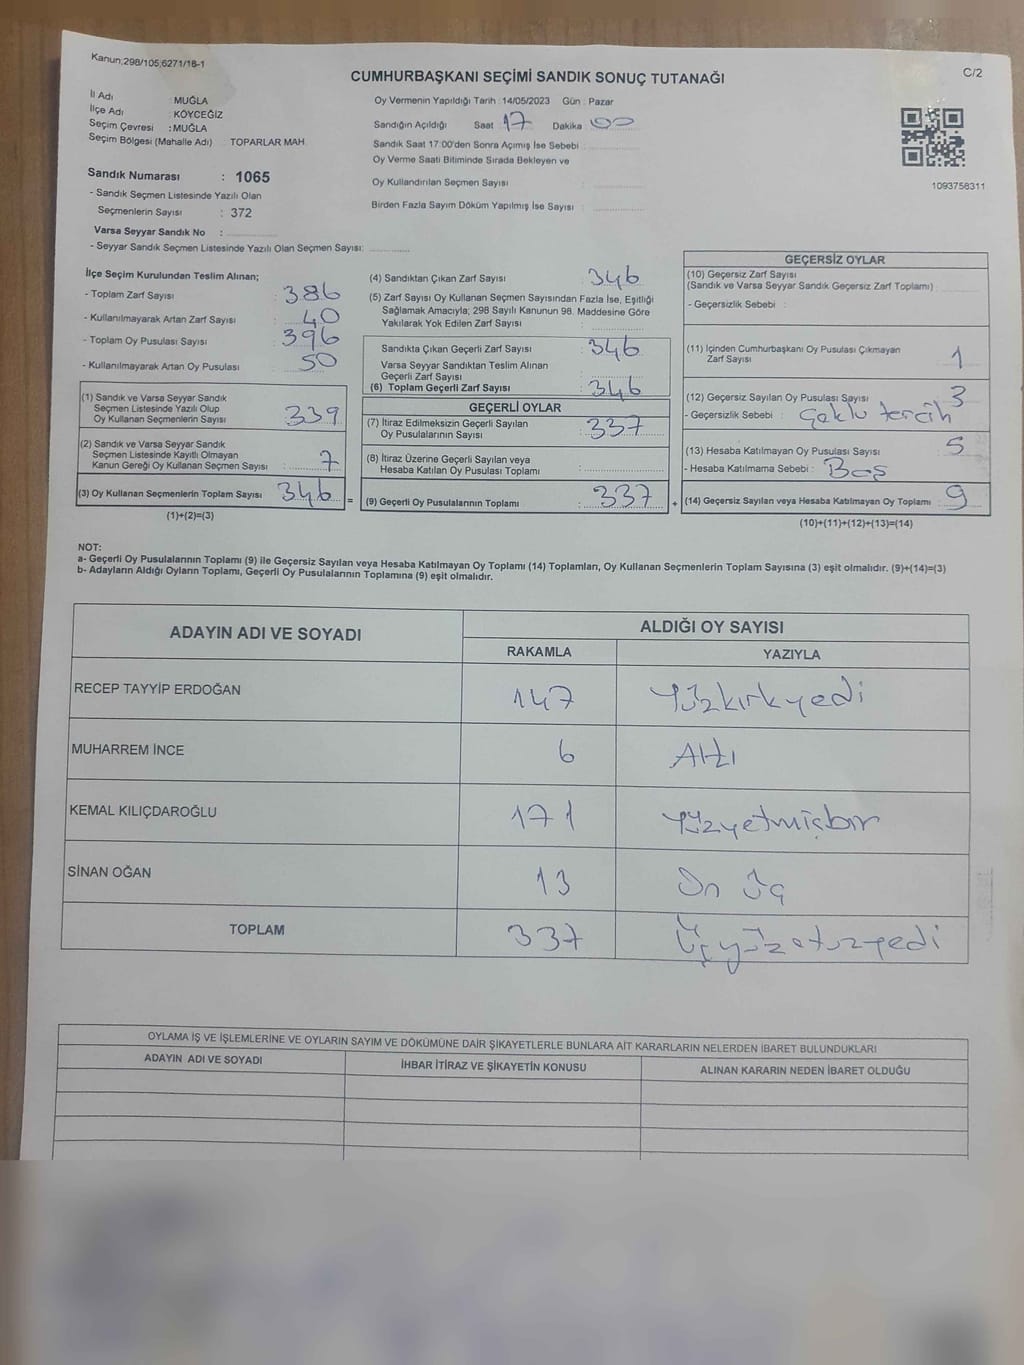 Kanun;298/105;6271/18-1
C/2
CUMHURBAŞKANI SEÇİMİ SANDIK SONUÇ TUTANAĞI
İl Adı : MUĞLA
İlçe Adı : KÖYCEĞİZ
Seçim Çevresi : MUĞLA
Seçim Bölgesi (Mahalle Adı) TOPARLAR MAH.
Oy Vermenin Yapıldığı Tarih : 14/05/2023 Gün : Pazar
Sandığın Açıldığı Saat 17 Dakika 00
Sandık Saat 17:00'den Sonra Açımış İse Sebebi :
Oy Verme Saati Bitiminde Sırada Bekleyen ve
Oy Kullandırılan Seçmen Sayısı :
Birden Fazla Sayım Döküm Yapılmış İse Sayısı :
1093758311
Sandık Numarası : 1065
- Sandık Seçmen Listesinde Yazılı Olan
Seçmenlerin Sayısı : 372
Varsa Seyyar Sandık No :
- Seyyar Sandık Seçmen Listesinde Yazılı Olan Seçmen Sayısı:
İlçe Seçim Kurulundan Teslim Alınan;
- Toplam Zarf Sayısı : 386
- Kullanılmayarak Artan Zarf Sayısı : 40
- Toplam Oy Pusulası Sayısı : 396
- Kullanılmayarak Artan Oy Pusulası : 50
(1) Sandık ve Varsa Seyyar Sandık
Seçmen Listesinde Yazılı Olup
Oy Kullanan Seçmenlerin Sayısı : 339
(2) Sandık ve Varsa Seyyar Sandık
Seçmen Listesinde Kayıtlı Olmayan
Kanun Gereği Oy Kullanan Seçmen Sayısı : 7
(3) Oy Kullanan Seçmenlerin Toplam Sayısı : 346 =
(1)+(2)=(3)
(4) Sandıktan Çıkan Zarf Sayısı : 346
(5) Zarf Sayısı Oy Kullanan Seçmen Sayısından Fazla İse, Eşitliği
Sağlamak Amacıyla; 298 Sayılı Kanunun 98. Maddesine Göre
Yakılarak Yok Edilen Zarf Sayısı :
Sandıkta Çıkan Geçerli Zarf Sayısı : 346
Varsa Seyyar Sandıktan Teslim Alınan
Geçerli Zarf Sayısı :
(6) Toplam Geçerli Zarf Sayısı : 346
GEÇERLİ OYLAR
(7) İtiraz Edilmeksizin Geçerli Sayılan
Oy Pusulalarının Sayısı : 337
(8) İtiraz Üzerine Geçerli Sayılan veya
Hesaba Katılan Oy Pusulası Toplamı :
(9) Geçerli Oy Pusulalarının Toplamı : 337 +
GEÇERSİZ OYLAR
(10) Geçersiz Zarf Sayısı
(Sandık ve Varsa Seyyar Sandık Geçersiz Zarf Toplamı) :
- Geçersizlik Sebebi :
(11) İçinden Cumhurbaşkanı Oy Pusulası Çıkmayan
Zarf Sayısı 1
(12) Geçersiz Sayılan Oy Pusulası Sayısı : 3
- Geçersizlik Sebebi : Çoklu tercih
(13) Hesaba Katılmayan Oy Pusulası Sayısı : 5
- Hesaba Katılmama Sebebi : Boş
(14) Geçersiz Sayılan veya Hesaba Katılmayan Oy Toplamı : 9
(10)+(11)+(12)+(13)=(14)
NOT:
a- Geçerli Oy Pusulalarının Toplamı (9) ile Geçersiz Sayılan veya Hesaba Katılmayan Oy Toplamı (14) Toplamları, Oy Kullanan Seçmenlerin Toplam Sayısına (3) eşit olmalıdır. (9)+(14)=(3)
b- Adayların Aldığı Oyların Toplamı, Geçerli Oy Pusulalarının Toplamına (9) eşit olmalıdır.
ADAYIN ADI VE SOYADI
ALDIĞI OY SAYISI
RAKAMLA YAZIYLA
RECEP TAYYİP ERDOĞAN 147 Yüzkırkyedi
MUHARREM İNCE 6 Altı
KEMAL KILIÇDAROĞLU 171 Yüzyetmişbir
SİNAN OĞAN 13 On üç
TOPLAM 337 Üçyüzotuzyedi
OYLAMA İŞ VE İŞLEMLERİNE VE OYLARIN SAYIM VE DÖKÜMÜNE DAİR ŞİKAYETLERLE BUNLARA AİT KARARLARIN NELERDEN İBARET BULUNDUKLARI
ADAYIN ADI VE SOYADI İHBAR İTİRAZ VE ŞİKAYETİN KONUSU ALINAN KARARIN NEDEN İBARET OLDUĞU